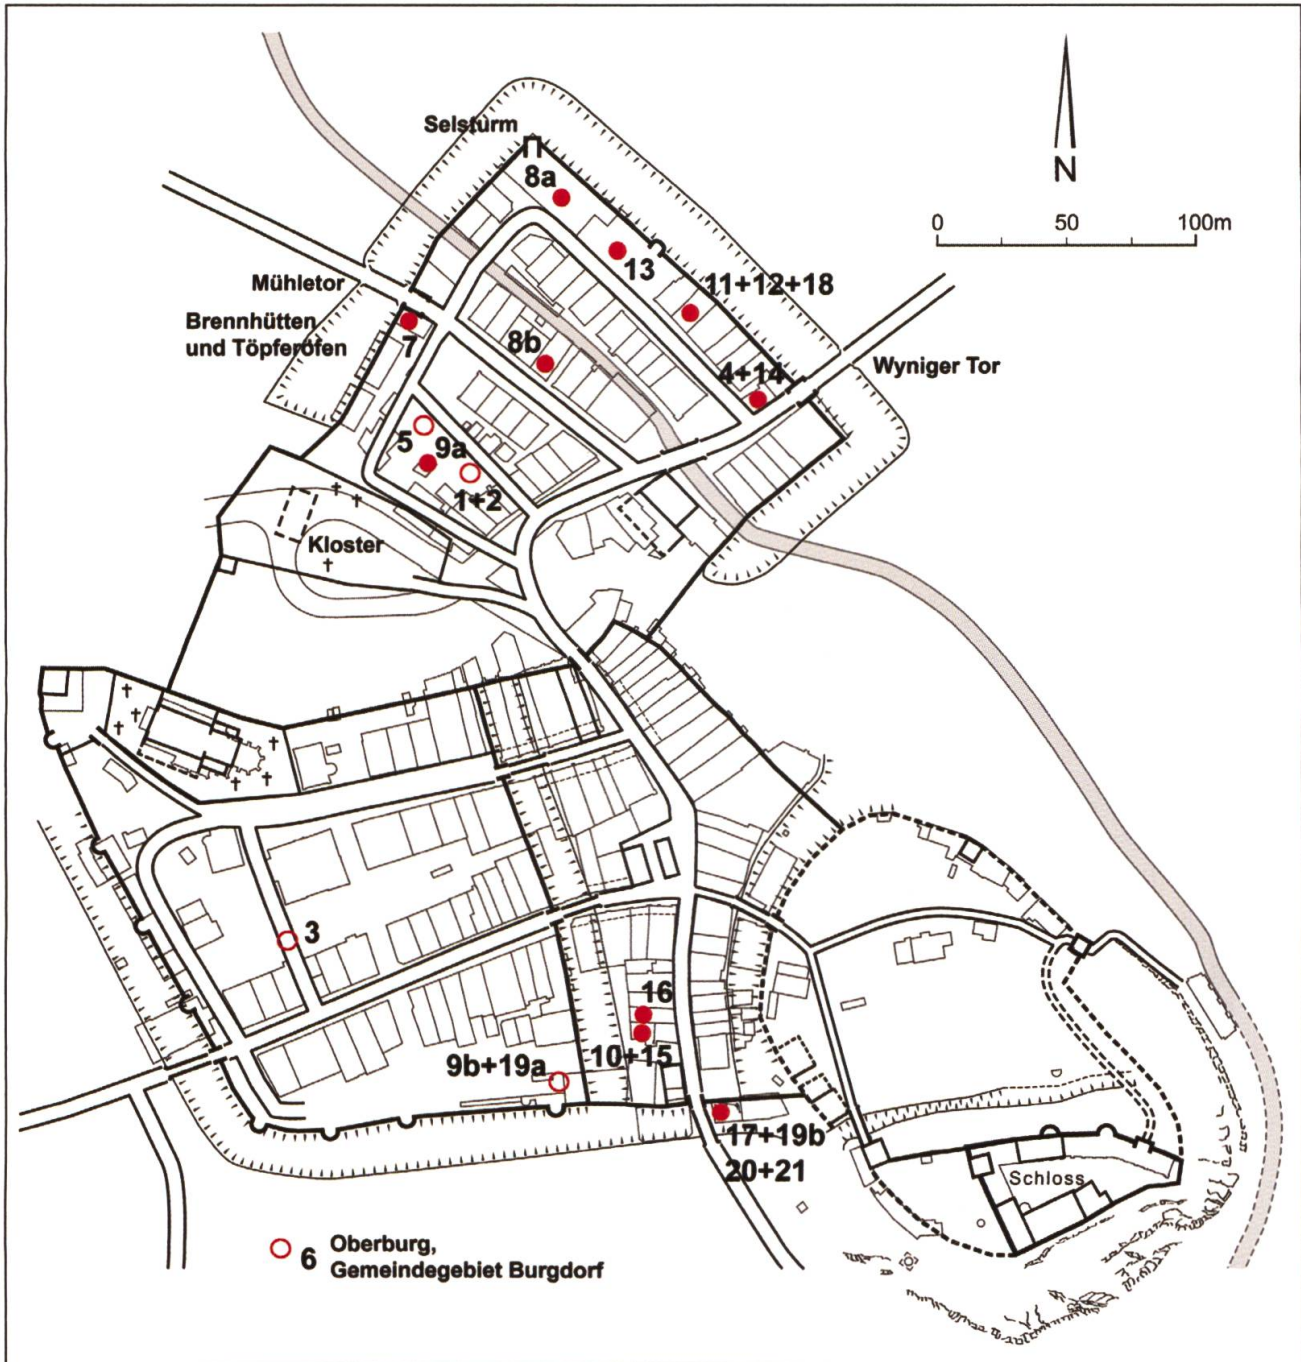 Selsturm
8a
N
0 50 100m
13
Mühletor
11+12+18
Brennhütten
und Töpferöfen
7
8b
Wyniger Tor
4+14
5
9a
1+2
Kloster
3
16
10+15
9b+19a
17+19b
20+21
Schloss
6
Oberburg,
Gemeindegebiet Burgdorf